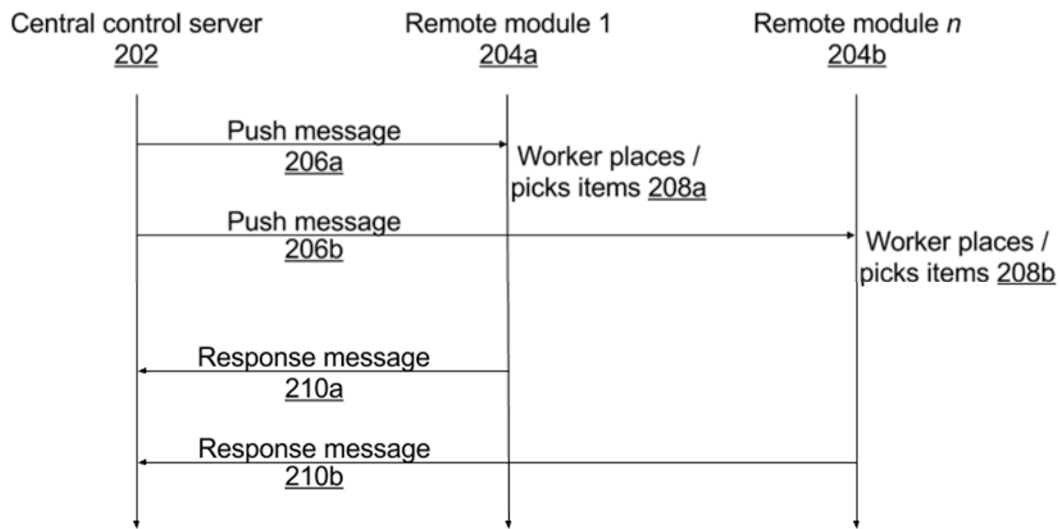 Central control server
202
Remote module 1
204a
Remote module n
204b
Push message
206a
Worker places /
picks items 208a
Push message
206b
Worker places /
picks items 208b
Response message
210a
Response message
210b